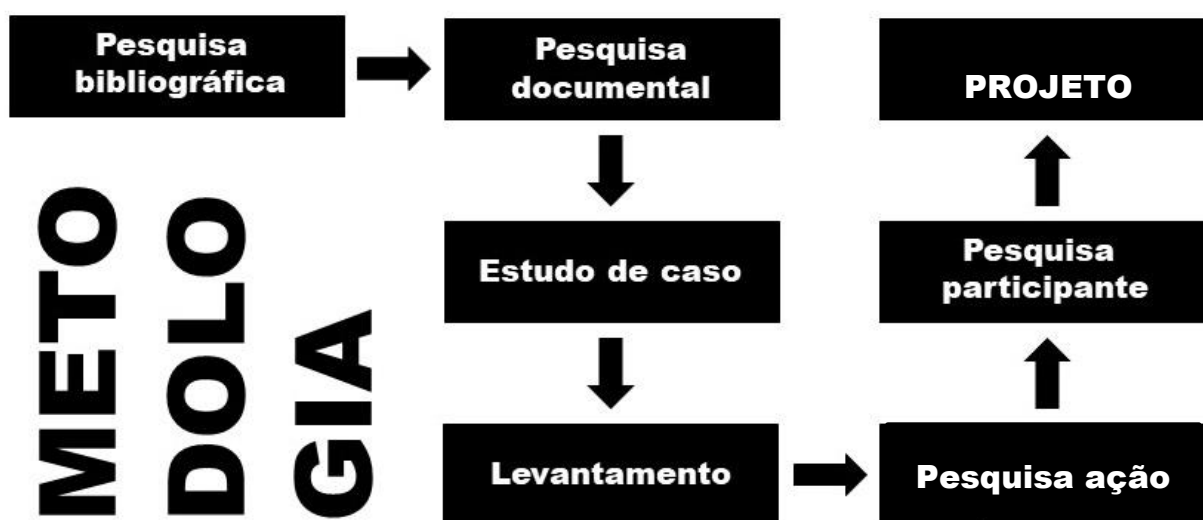 Pesquisa
bibliográfica
Pesquisa
documental
PROJETO
METO
DOLO
GIA
Estudo de caso
Pesquisa
participante
Levantamento
Pesquisa ação